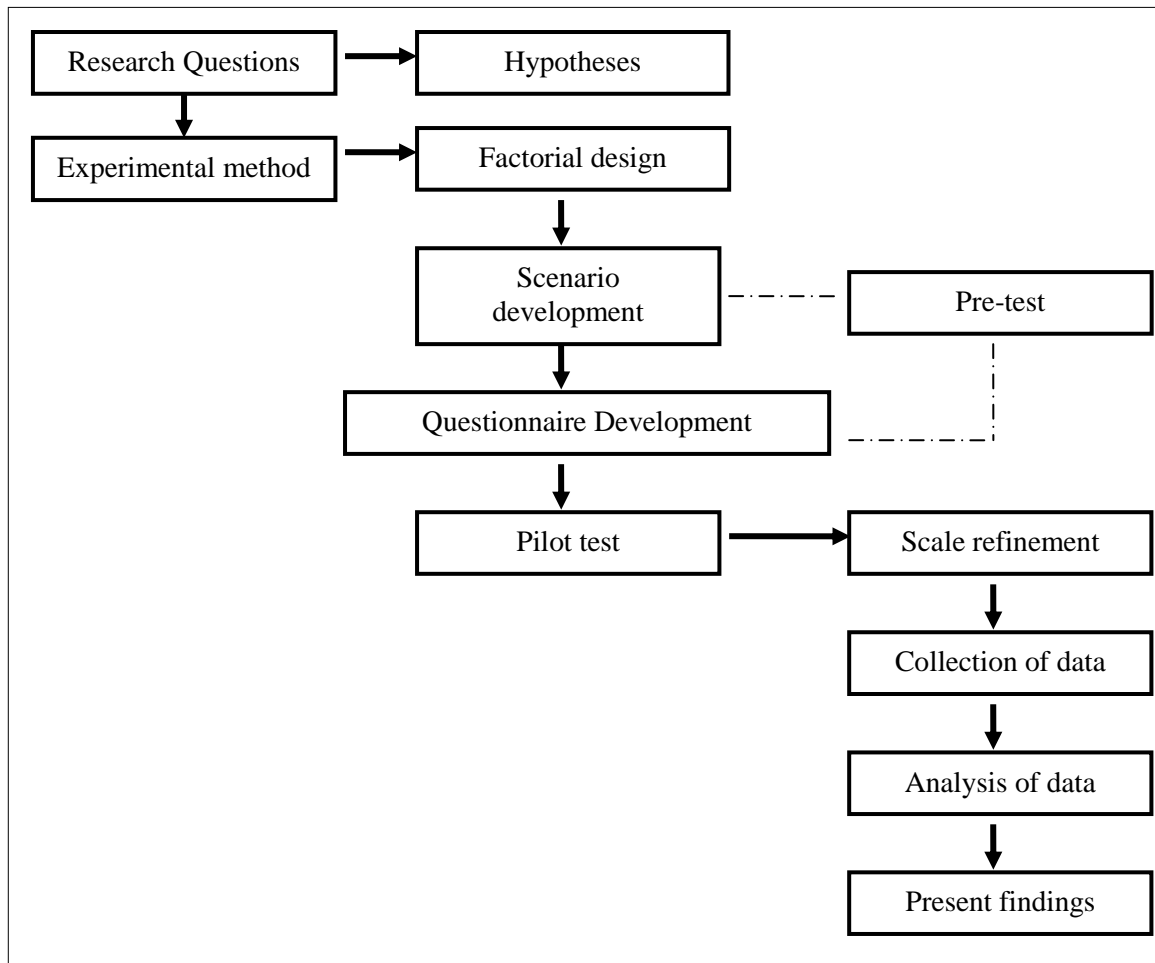 Research Questions
Hypotheses
Experimental method
Factorial design
Scenario
development
Pre-test
Questionnaire Development
Pilot test
Scale refinement
Collection of data
Analysis of data
Present findings